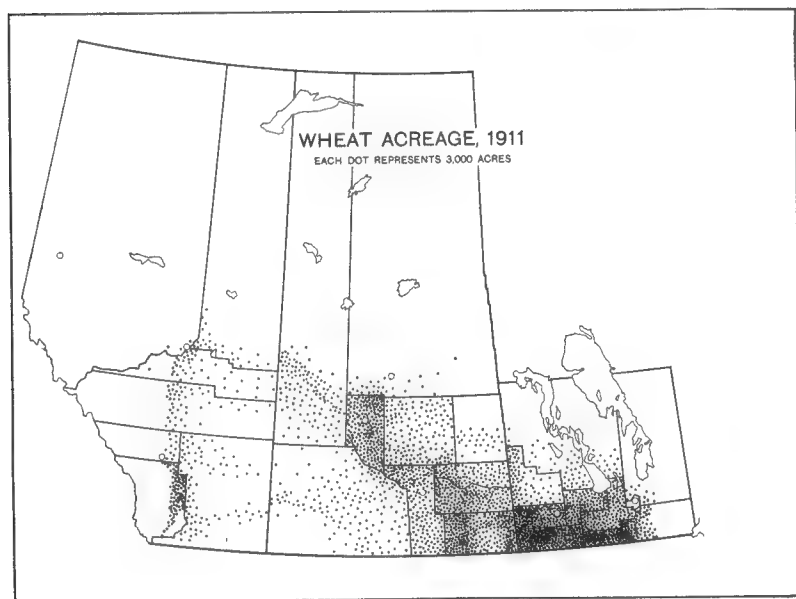 WHEAT ACREAGE, 1911
EACH DOT REPRESENTS 3,000 ACRES